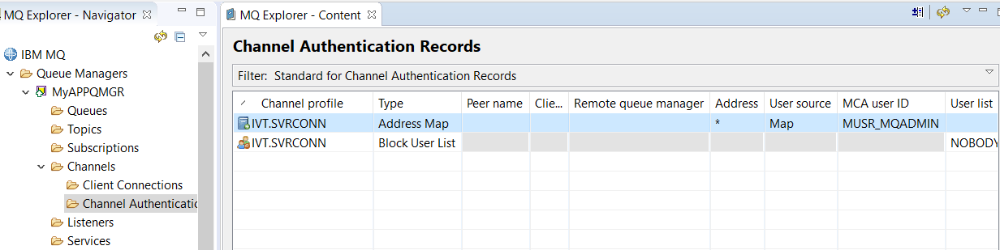 MQ Explorer - Navigator
IBM MQ
Queue Managers
MyAPPQMGR
Queues
Topics
Subscriptions
Channels
Client Connections
Channel Authenticatio
Listeners
Services
MQ Explorer - Content
Channel Authentication Records
Filter: Standard for Channel Authentication Records
Channel profile Type Peer name Clie... Remote queue manager Address User source MCA user ID User list
IVT.SVRCONN Address Map * Map MUSR_MQADMIN
IVT.SVRCONN Block User List NOBODY